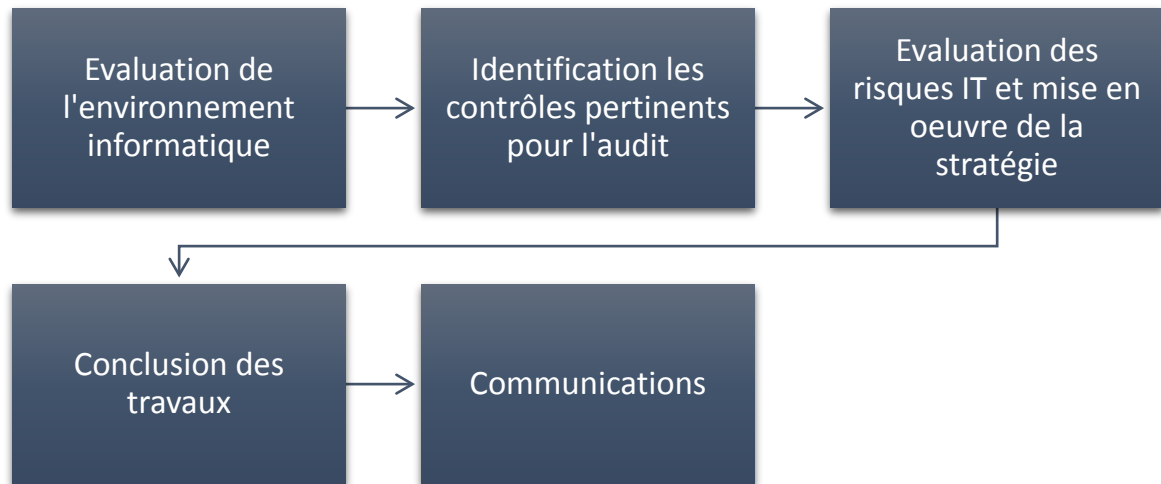 Evaluation de
l'environnement
informatique
Identification les
contrôles pertinents
pour l'audit
Evaluation des
risques IT et mise en
oeuvre de la
stratégie
Conclusion des
travaux
Communications